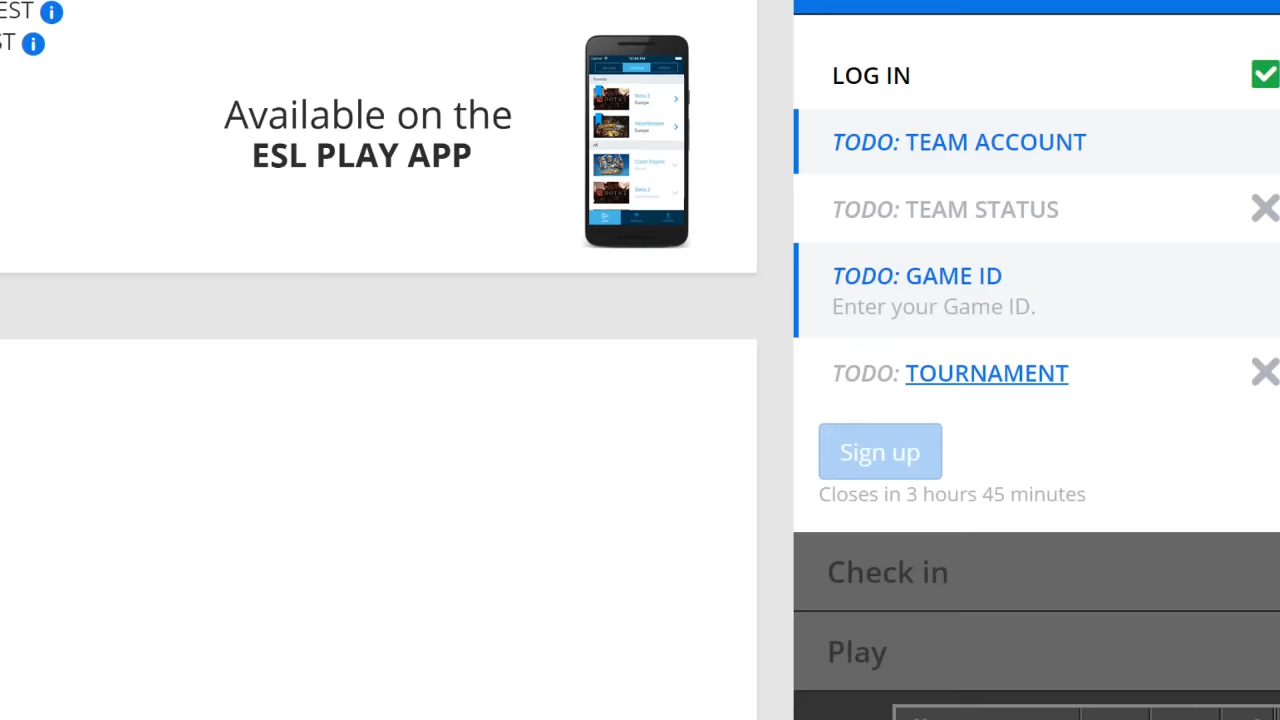 EST
ST
Available on the
ESL PLAY APP
LOG IN
TODO: TEAM ACCOUNT
TODO: TEAM STATUS
TODO: GAME ID
Enter your Game ID.
TODO: TOURNAMENT
Sign up
Closes in 3 hours 45 minutes
Check in
Play